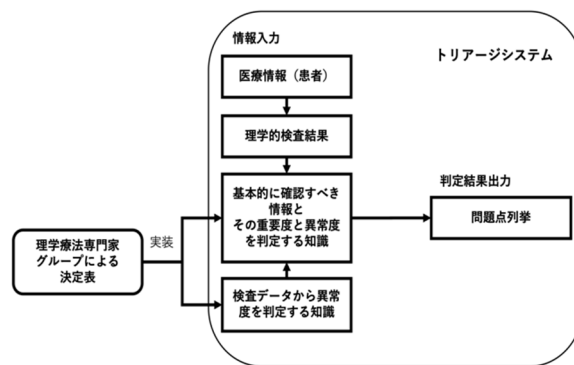 情報入力
トリアージシステム
医療情報（患者）
理学的検査結果
基本的に確認すべき
情報と
その重要度と異常度
を判定する知識
判定結果出力
問題点列挙
理学療法専門家
グループによる
決定表
実装
検査データから異常
度を判定する知識